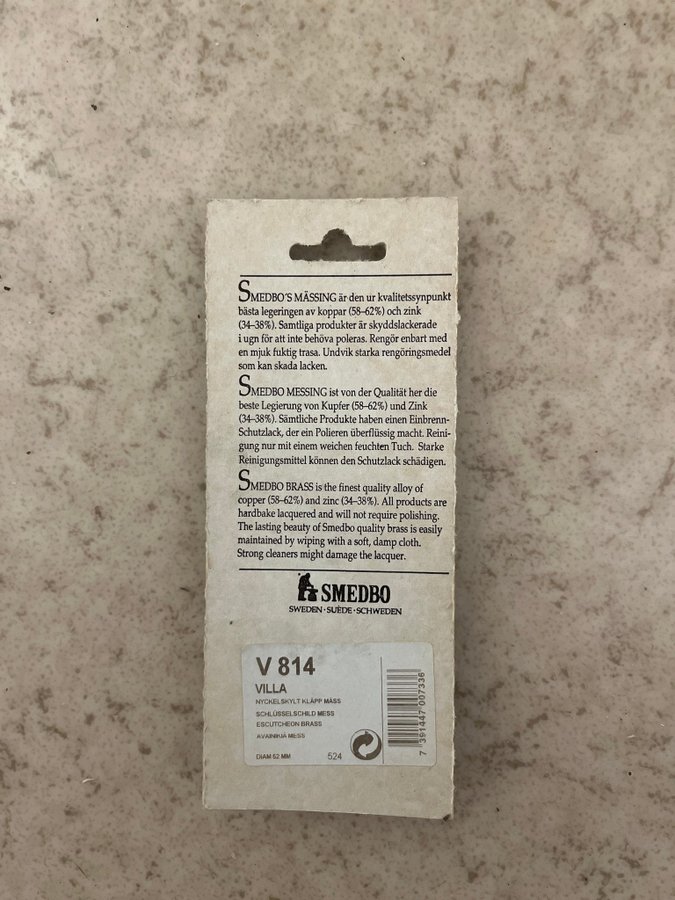 SMEDBO'S MÄSSING är den ur kvalitetssynpunkt
bästa legeringen av koppar (58–62%) och zink
(34–38%). Samtliga produkter är skyddslackerade
i ugn för att inte behöva poleras. Rengör enbart med
en mjuk fuktig trasa. Undvik starka rengöringsmedel
som kan skada lacken.
SMEDBO MESSING ist von der Qualität her die
beste Legierung von Kupfer (58–62%) und Zink
(34–38%). Sämtliche Produkte haben einen Einbrenn-
Schutzlack, der ein Polieren überflüssig macht. Reini-
gung nur mit einem weichen feuchten Tuch. Starke
Reinigungsmittel können den Schutzlack schädigen.
SMEDBO BRASS is the finest quality alloy of
copper (58–62%) and zinc (34–38%). All products are
hardbake lacquered and will not require polishing.
The lasting beauty of Smedbo quality brass is easily
maintained by wiping with a soft, damp cloth.
Strong cleaners might damage the lacquer.
SMEDBO
SWEDEN · SUÈDE · SCHWEDEN
V 814
VILLA
NYCKELSKYLT KLÄPP MÄSS
SCHLÜSSELSCHILD MESS
ESCUTCHEON BRASS
AVAINKILÄ MESS
DIAM 52 MM 524
7 391447 007336